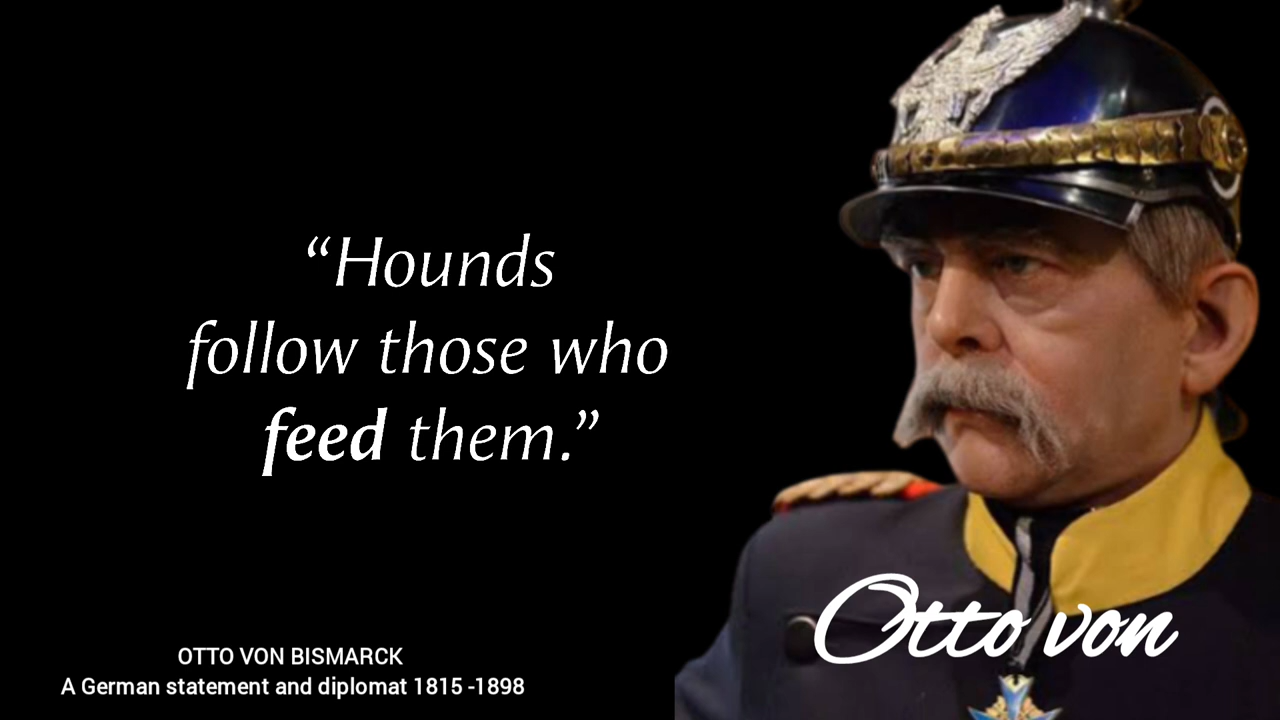 “Hounds
follow those who
feed them.”
Otto von
OTTO VON BISMARCK
A German statement and diplomat 1815 -1898